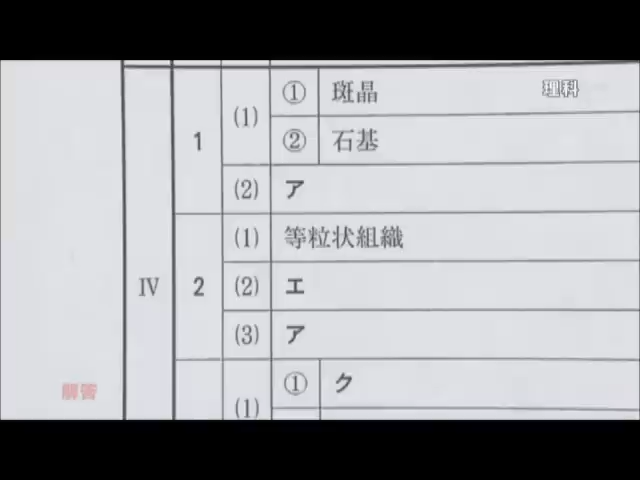 理科
IV
1
(1)
① 斑晶
② 石基
(2) ア
2
(1) 等粒状組織
(2) エ
(3) ア
(1)
① ク
解答